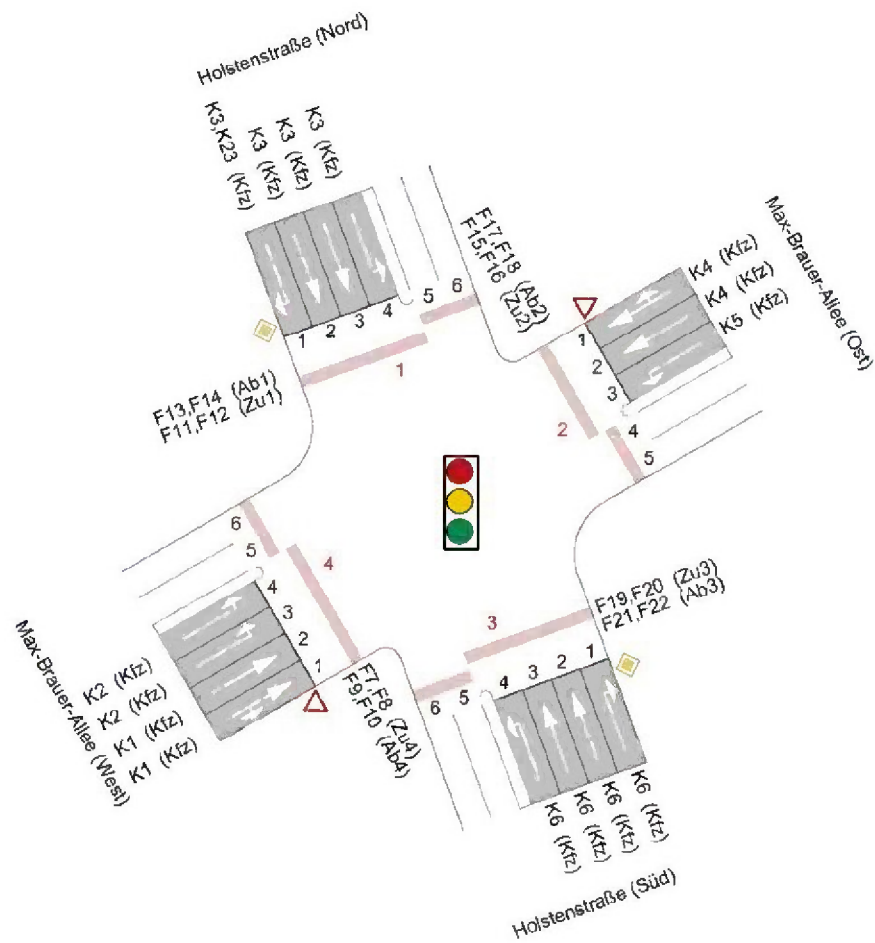 Holstenstraße (Nord)
K3,K23 (Kfz)
K3 (Kfz)
K3 (Kfz)
K3 (Kfz)
1
2
3
4
5
6
1
F17,F18 (Ab2)
F15,F16 (Zu2)
Max-Brauer-Allee (Ost)
K4 (Kfz)
K4 (Kfz)
K5 (Kfz)
1
2
3
4
5
2
F13,F14 (Ab1)
F11,F12 (Zu1)
6
5
4
3
2
1
4
Max-Brauer-Allee (West)
K2 (Kfz)
K2 (Kfz)
K1 (Kfz)
K1 (Kfz)
F7,F8 (Zu4)
F9,F10 (Ab4)
F19,F20 (Zu3)
F21,F22 (Ab3)
3
6
5
4
3
2
1
K6 (Kfz)
K6 (Kfz)
K6 (Kfz)
K6 (Kfz)
Holstenstraße (Süd)